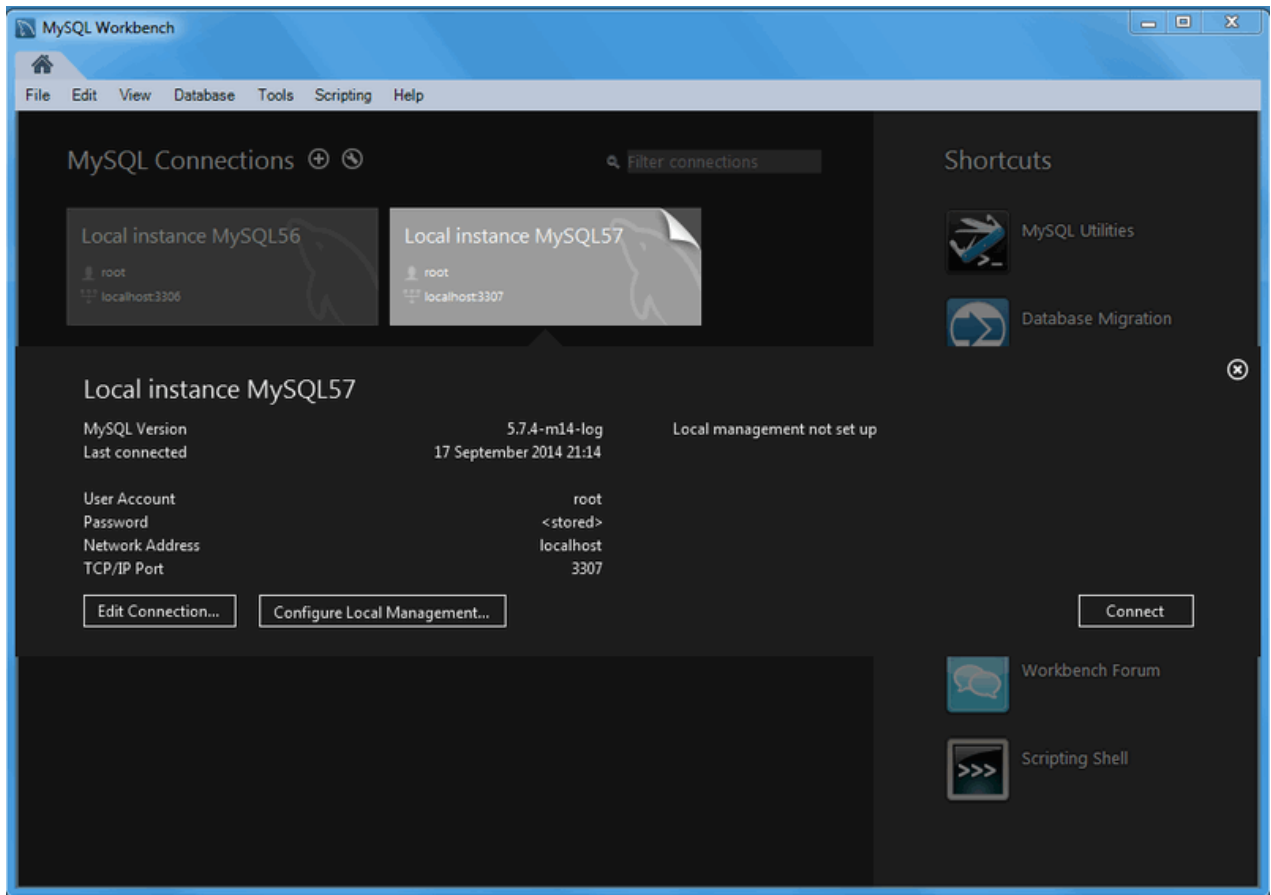 MySQL Workbench
File Edit View Database Tools Scripting Help
MySQL Connections
Filter connections
Shortcuts
Local instance MySQL56
root
localhost:3306
Local instance MySQL57
root
localhost:3307
MySQL Utilities
Database Migration
Local instance MySQL57
MySQL Version 5.7.4-m14-log Local management not set up
Last connected 17 September 2014 21:14
User Account root
Password <stored>
Network Address localhost
TCP/IP Port 3307
Edit Connection... Configure Local Management... Connect
Workbench Forum
>>> Scripting Shell